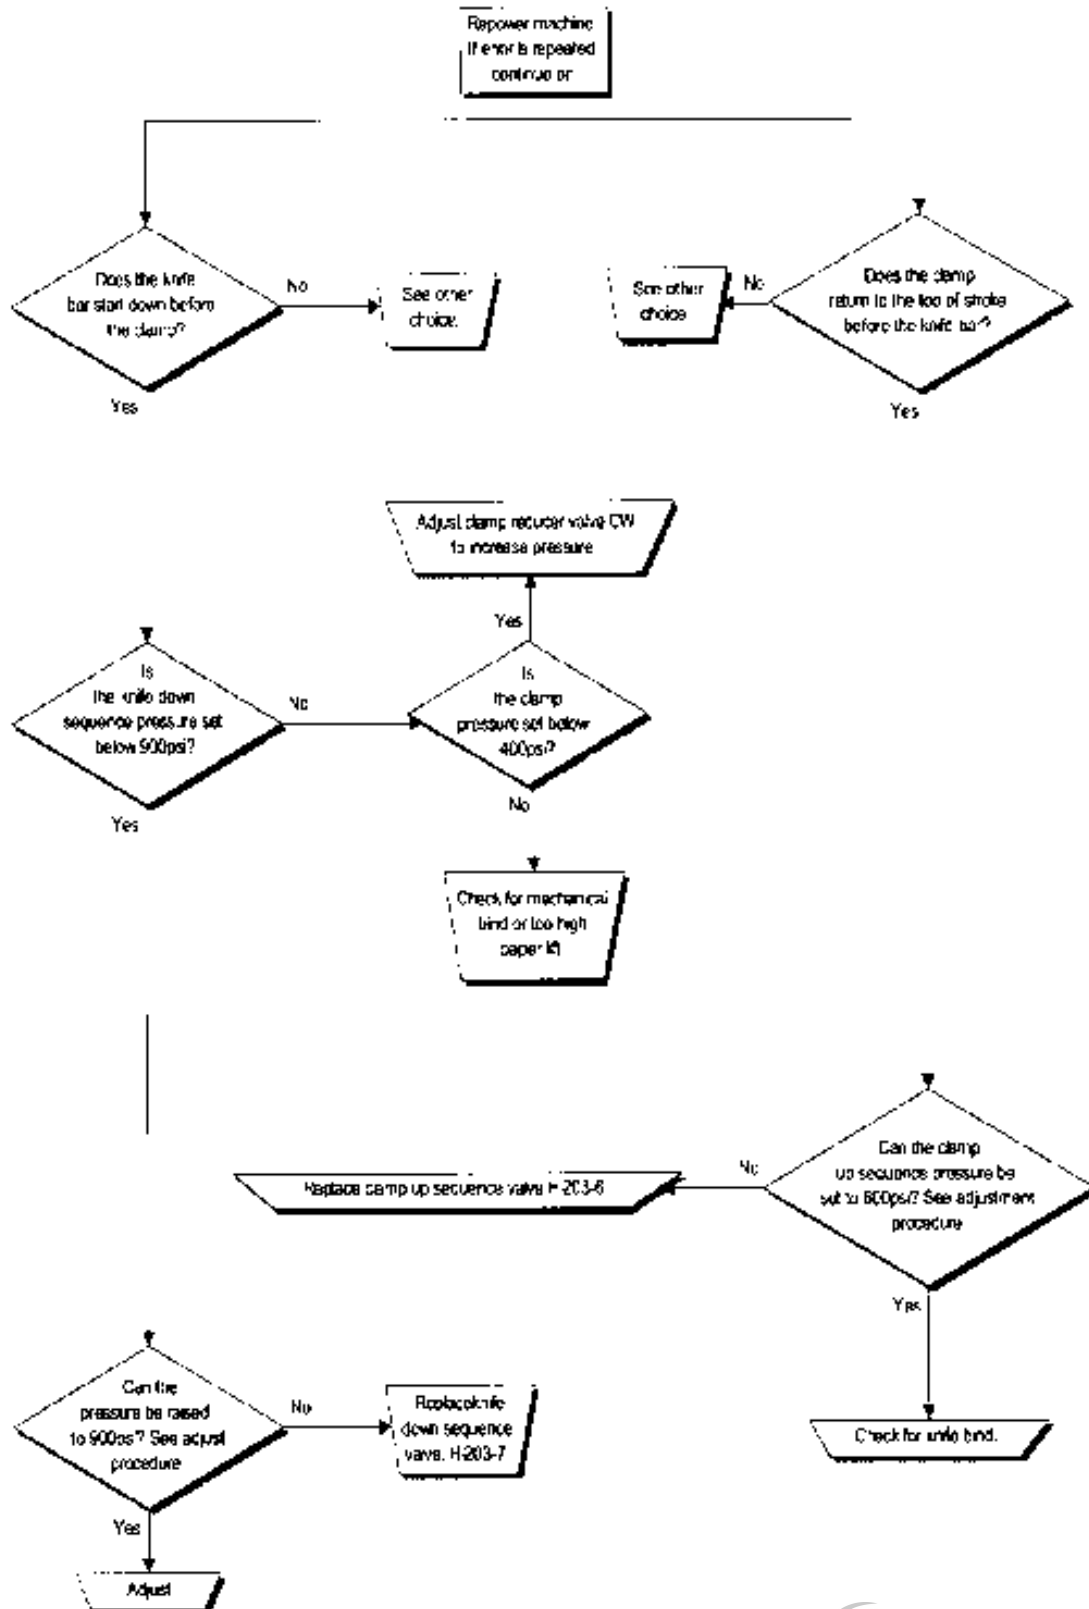 Repower machine
if error is repeated
continue on
Does the knife
bar start down before
the clamp?
No
See other
choice.
Yes
See other
choice
No
Does the clamp
return to the top of stroke
before the knife bar?
Yes
Adjust clamp reducer valve CW
to increase pressure
Yes
Is
the knife down
sequence pressure set
below 900psi?
No
Is
the clamp
pressure set below
400psi?
Yes
No
Check for mechanical
bind or too high
paper lift
Replace clamp up sequence valve H-203-6
No
Can the clamp
up sequence pressure be
set to 600psi? See adjustment
procedure
Yes
Check for knife bind.
Can the
pressure be raised
to 900psi? See adjust
procedure
No
Replace knife
down sequence
valve. H-203-7
Yes
Adjust